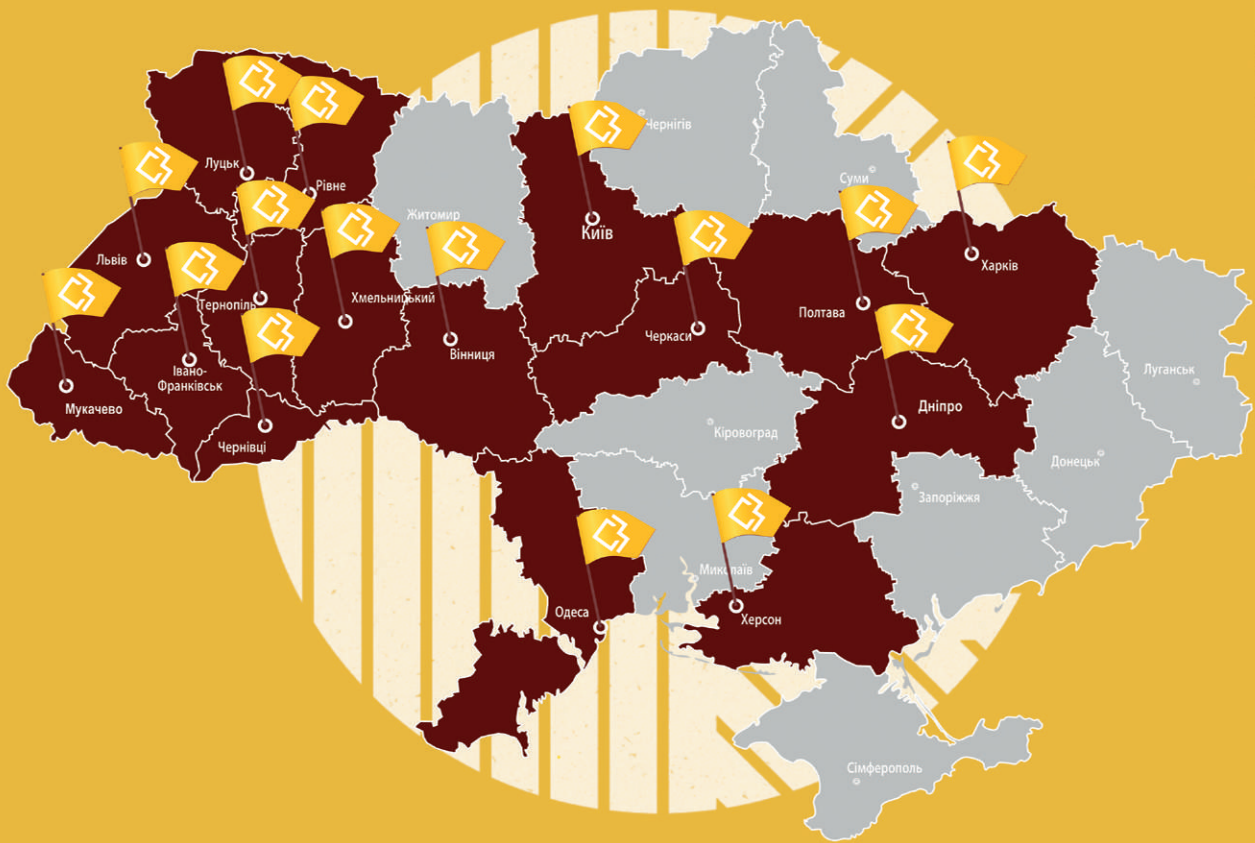 Чернігів
Луцьк
Суми
Рівне
Житомир
Київ
Львів
Харків
Тернопіль
Хмельницький
Полтава
Черкаси
Вінниця
Івано-
Франківськ
Луганськ
Мукачево
Дніпро
Чернівці
Кіровоград
Донецьк
Запоріжжя
Миколаїв
Одеса
Херсон
Сімферополь